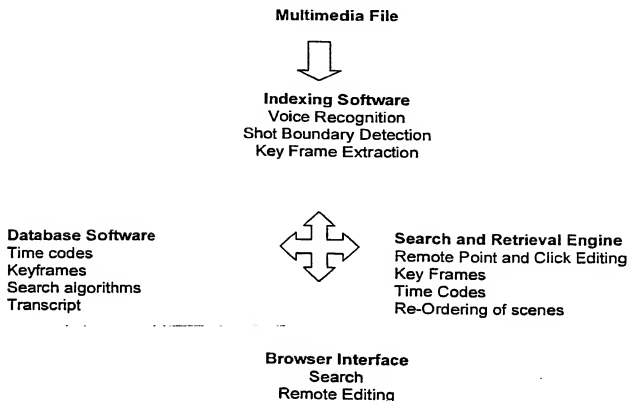 Multimedia File
Indexing Software
Voice Recognition
Shot Boundary Detection
Key Frame Extraction
Database Software
Time codes
Keyframes
Search algorithms
Transcript
Search and Retrieval Engine
Remote Point and Click Editing
Key Frames
Time Codes
Re-Ordering of scenes
Browser Interface
Search
Remote Editing